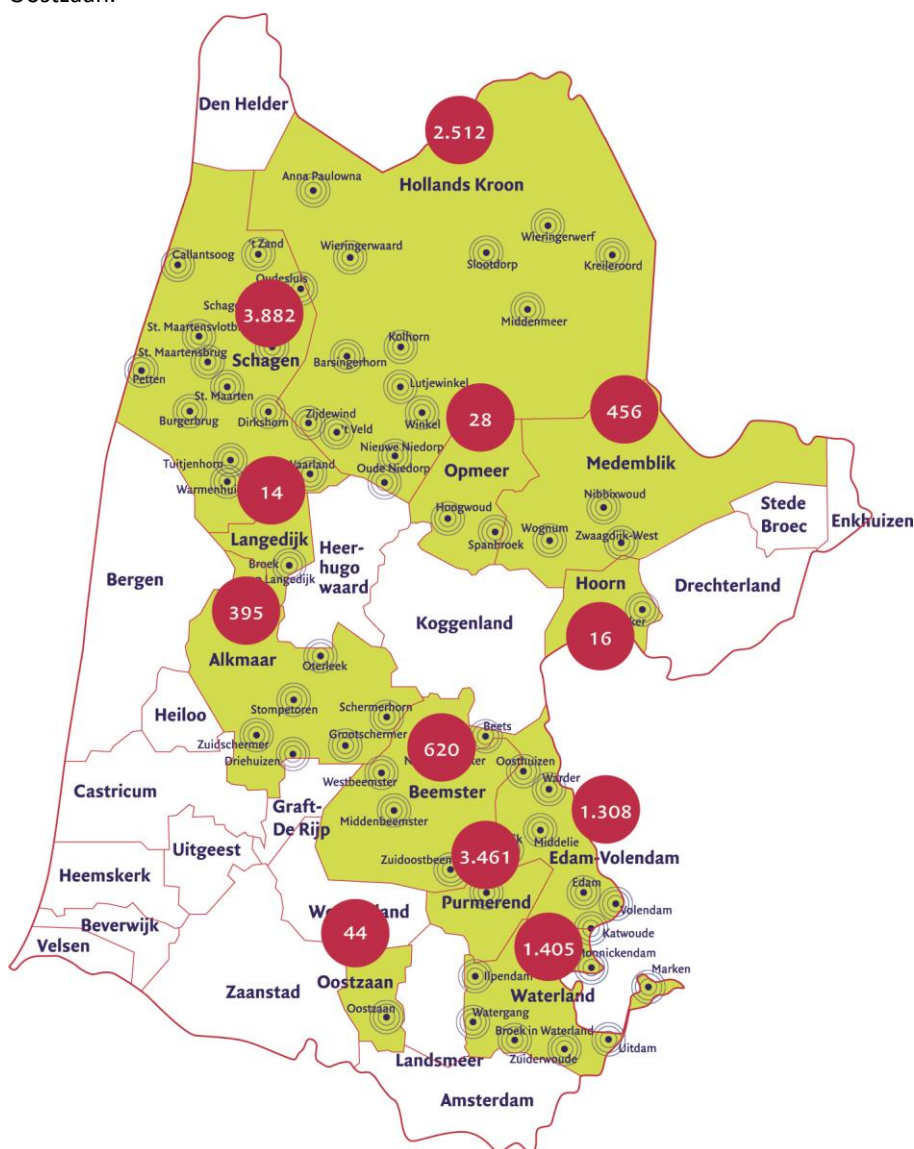 Oostzaan.
Den Helder
2.512
Anna Paulowna
Hollands Kroon
Wieringerwerf
't Zand
Callantsoog
Wieringerwaard
Slootdorp
Kreileroord
Oudesluis
3.882
Middenmeer
Schagen
Kolhorn
St. Maartensbrug
Barsingerhorn
Petten
St. Maarten
Lutjewinkel
Burgerbrug
Dirkshorn
Zijdewind
't Veld
Winkel
28
456
Nieuwe Niedorp
Oude Niedorp
Opmeer
Medemblik
Tuitjenhorn
14
Nibbixwoud
Stede
Broec
Enkhuizen
Hoogwoud
Spanbroek
Wognum
Zwaagdijk-West
Langedijk
Heer-
hugo
waard
Broek
Langedijk
Bergen
Hoorn
Drechterland
395
Koggenland
16
Alkmaar
Oterleek
Heiloo
Stompetoren
Schermerhorn
Zuidschermer
Grootschermer
Driehuizen
620
Beets
Oosthuizen
Westbeemster
Beemster
Warder
Castricum
Graft-
De Rijp
Middenbeemster
1.308
Uitgeest
Middelie
Edam-Volendam
Heemskerk
3.461
Edam
Purmerend
Volendam
Beverwijk
Velsen
44
Katwoude
1.405
Ilpendam
Marken
Zaanstad
Oostzaan
Waterland
Oostzaan
Watergang
Broek in Waterland
Uitdam
Zuiderwoude
Landsmeer
Amsterdam